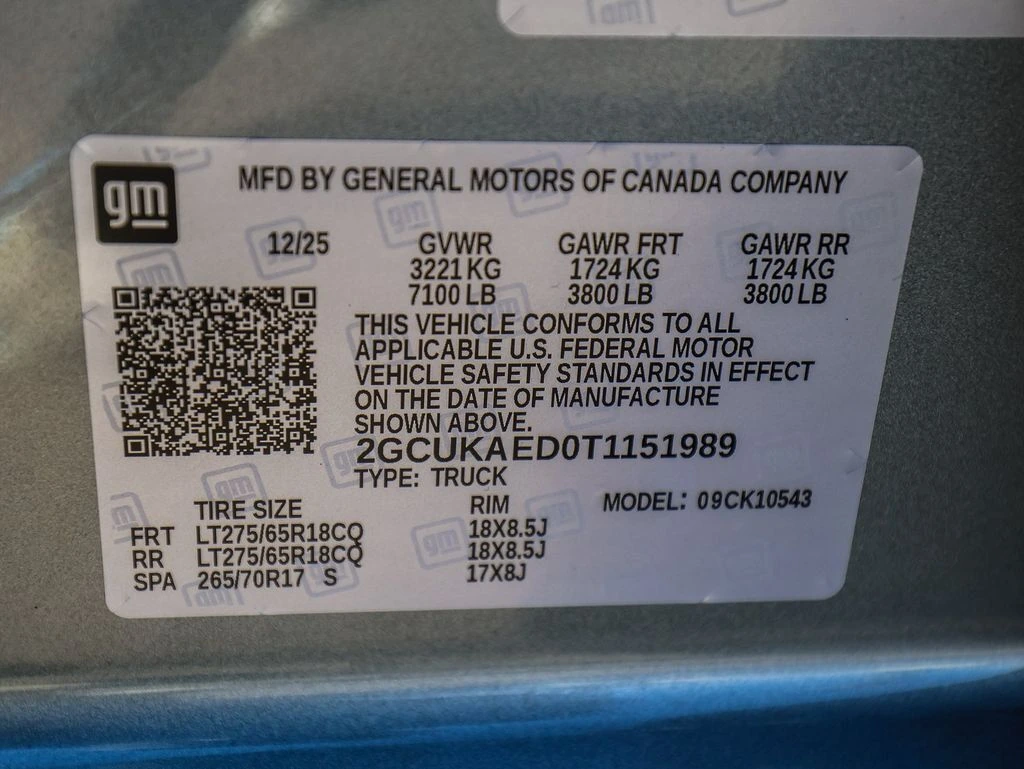 gm
MFD BY GENERAL MOTORS OF CANADA COMPANY
12/25 GVWR GAWR FRT GAWR RR
3221 KG 1724 KG 1724 KG
7100 LB 3800 LB 3800 LB
THIS VEHICLE CONFORMS TO ALL
APPLICABLE U.S. FEDERAL MOTOR
VEHICLE SAFETY STANDARDS IN EFFECT
ON THE DATE OF MANUFACTURE
SHOWN ABOVE.
2GCUKAED0T1151989
TYPE: TRUCK
TIRE SIZE RIM MODEL: 09CK10543
FRT LT275/65R18CQ 18X8.5J
RR LT275/65R18CQ 18X8.5J
SPA 265/70R17 S 17X8J